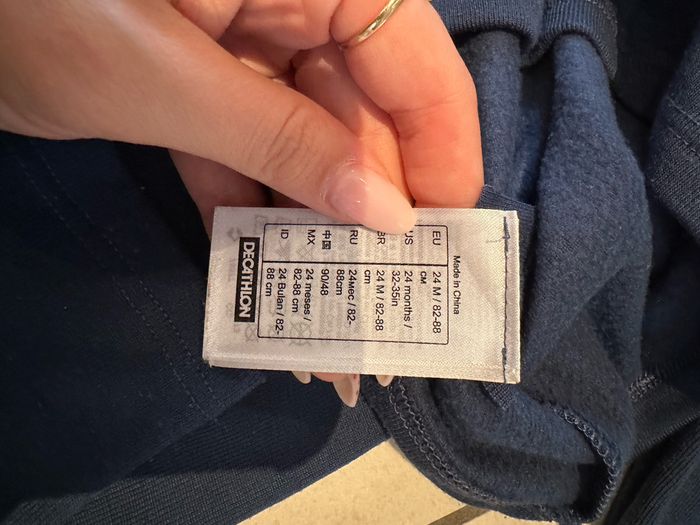 Made in China
EU 24 M / 82-88
CM
US 24 months /
32-35in
BR 24 M / 82-88
cm
RU 24мес / 82-
88cm
中国 90/48
MX 24 meses /
82-88 cm
ID 24 Bulan / 82-
88 cm
DECATHLON